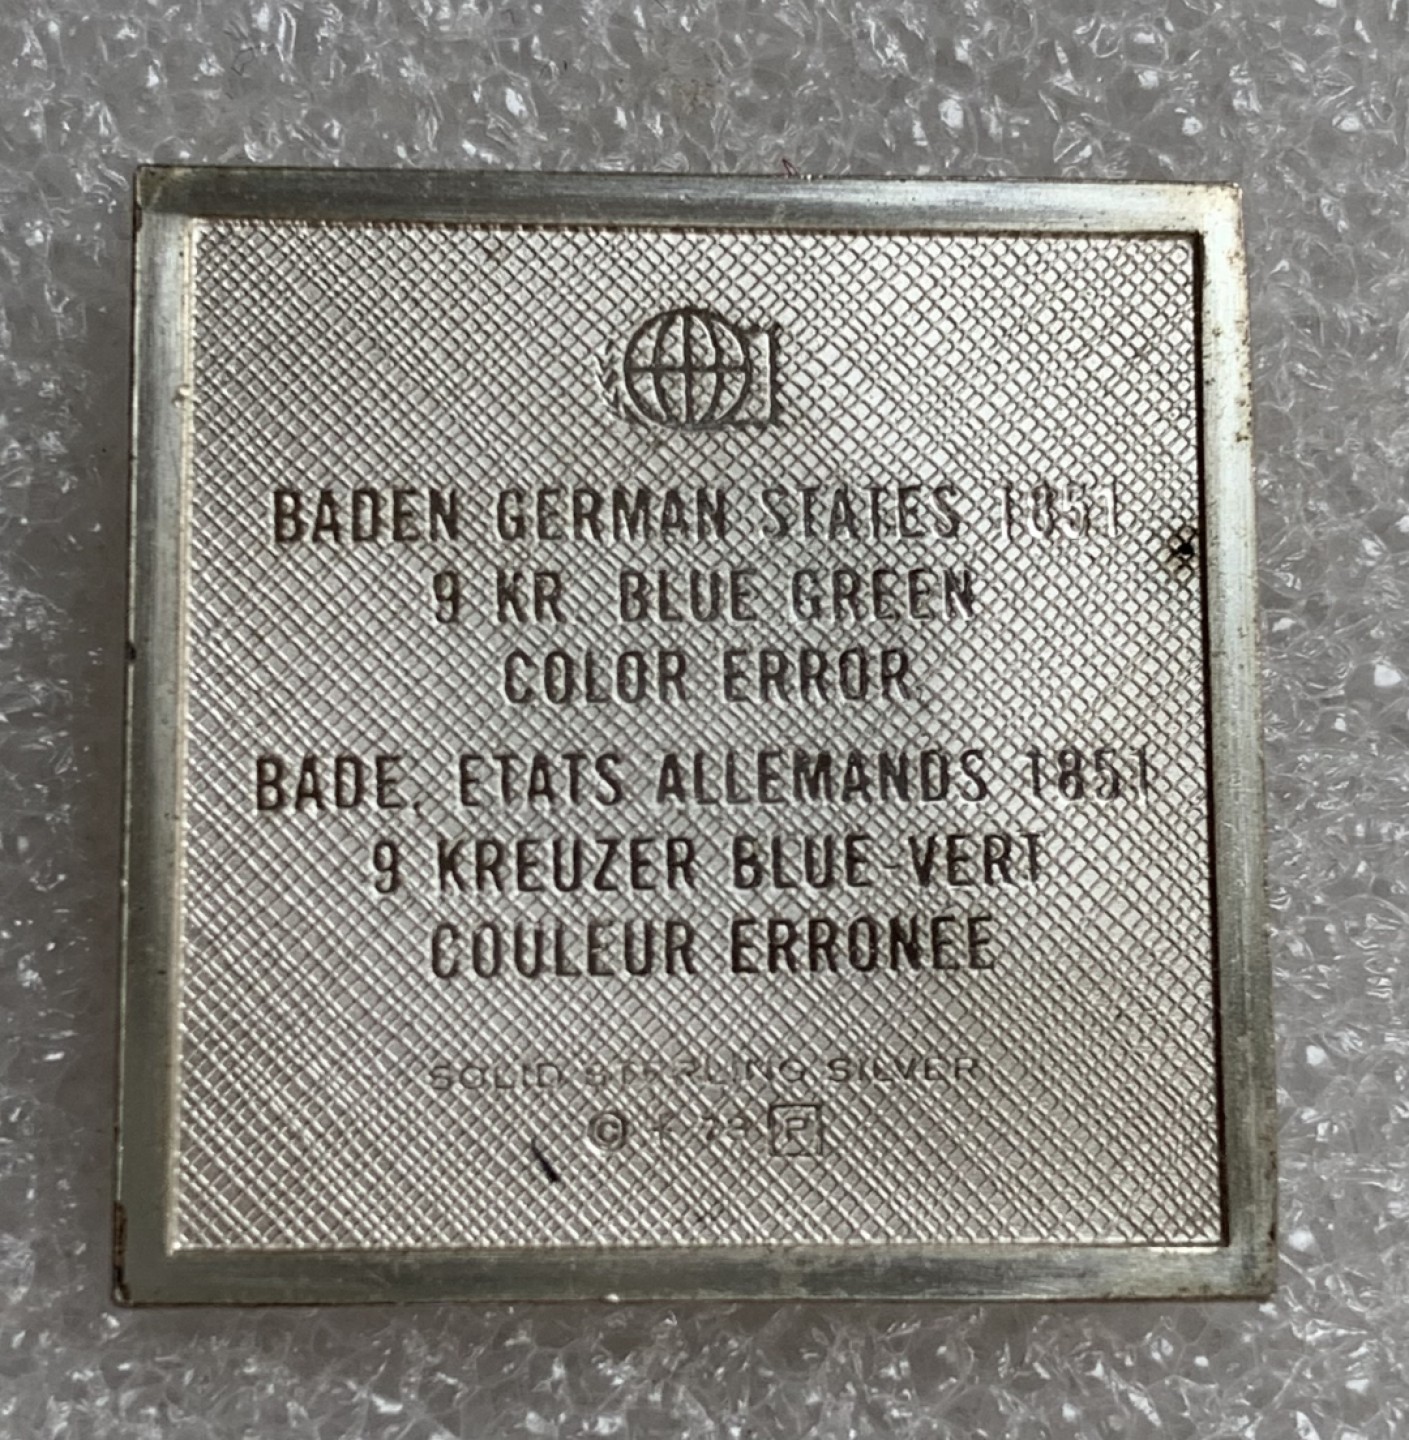 BADEN GERMAN STATES 1851
9 KR. BLUE GREEN
COLOR ERROR
BADE, ETATS ALLEMANDS 1851
9 KREUZER BLUE-VERT
COULEUR ERRONÉE
SOLID STERLING SILVER
©
F